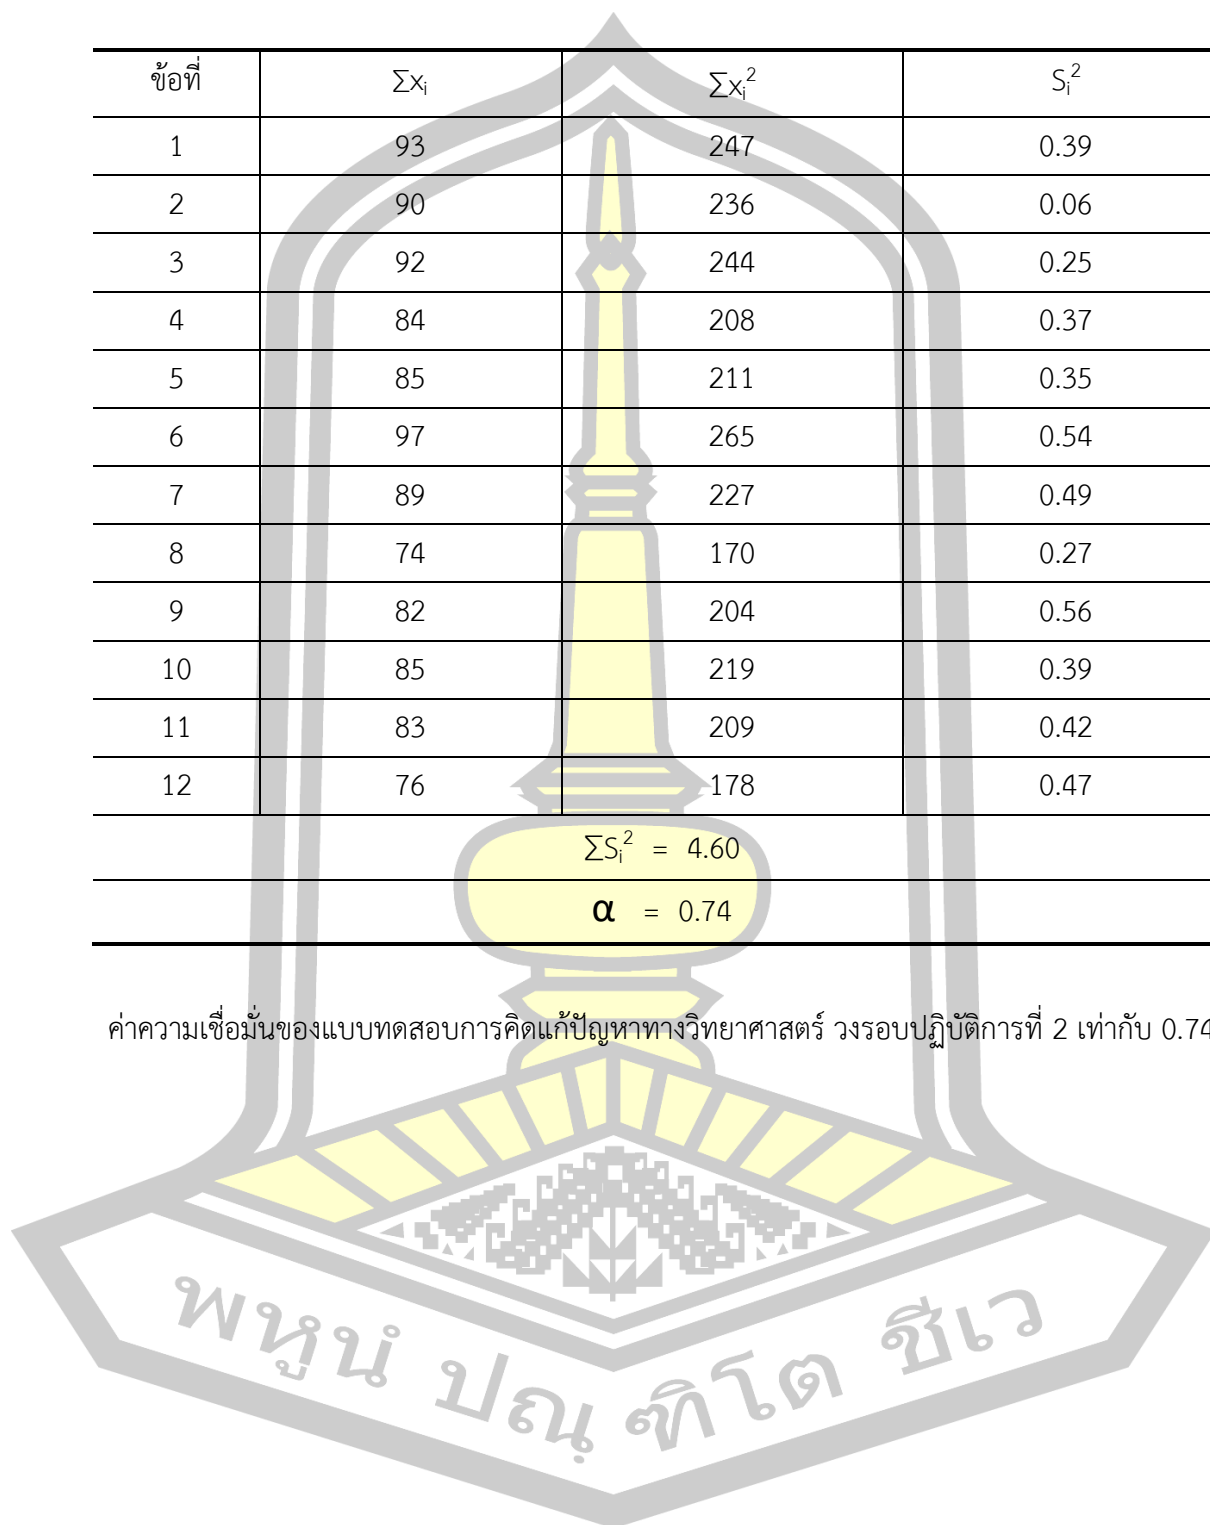 ข้อที่ ∑xᵢ ∑xᵢ² Sᵢ²
1 93 247 0.39
2 90 236 0.06
3 92 244 0.25
4 84 208 0.37
5 85 211 0.35
6 97 265 0.54
7 89 227 0.49
8 74 170 0.27
9 82 204 0.56
10 85 219 0.39
11 83 209 0.42
12 76 178 0.47
∑Sᵢ² = 4.60
α = 0.74
ค่าความเชื่อมั่นของแบบทดสอบการคิดแก้ปัญหาทางวิทยาศาสตร์ วงรอบปฏิบัติการที่ 2 เท่ากับ 0.74
พหูนํ ปณฺฑิโต ชีเว